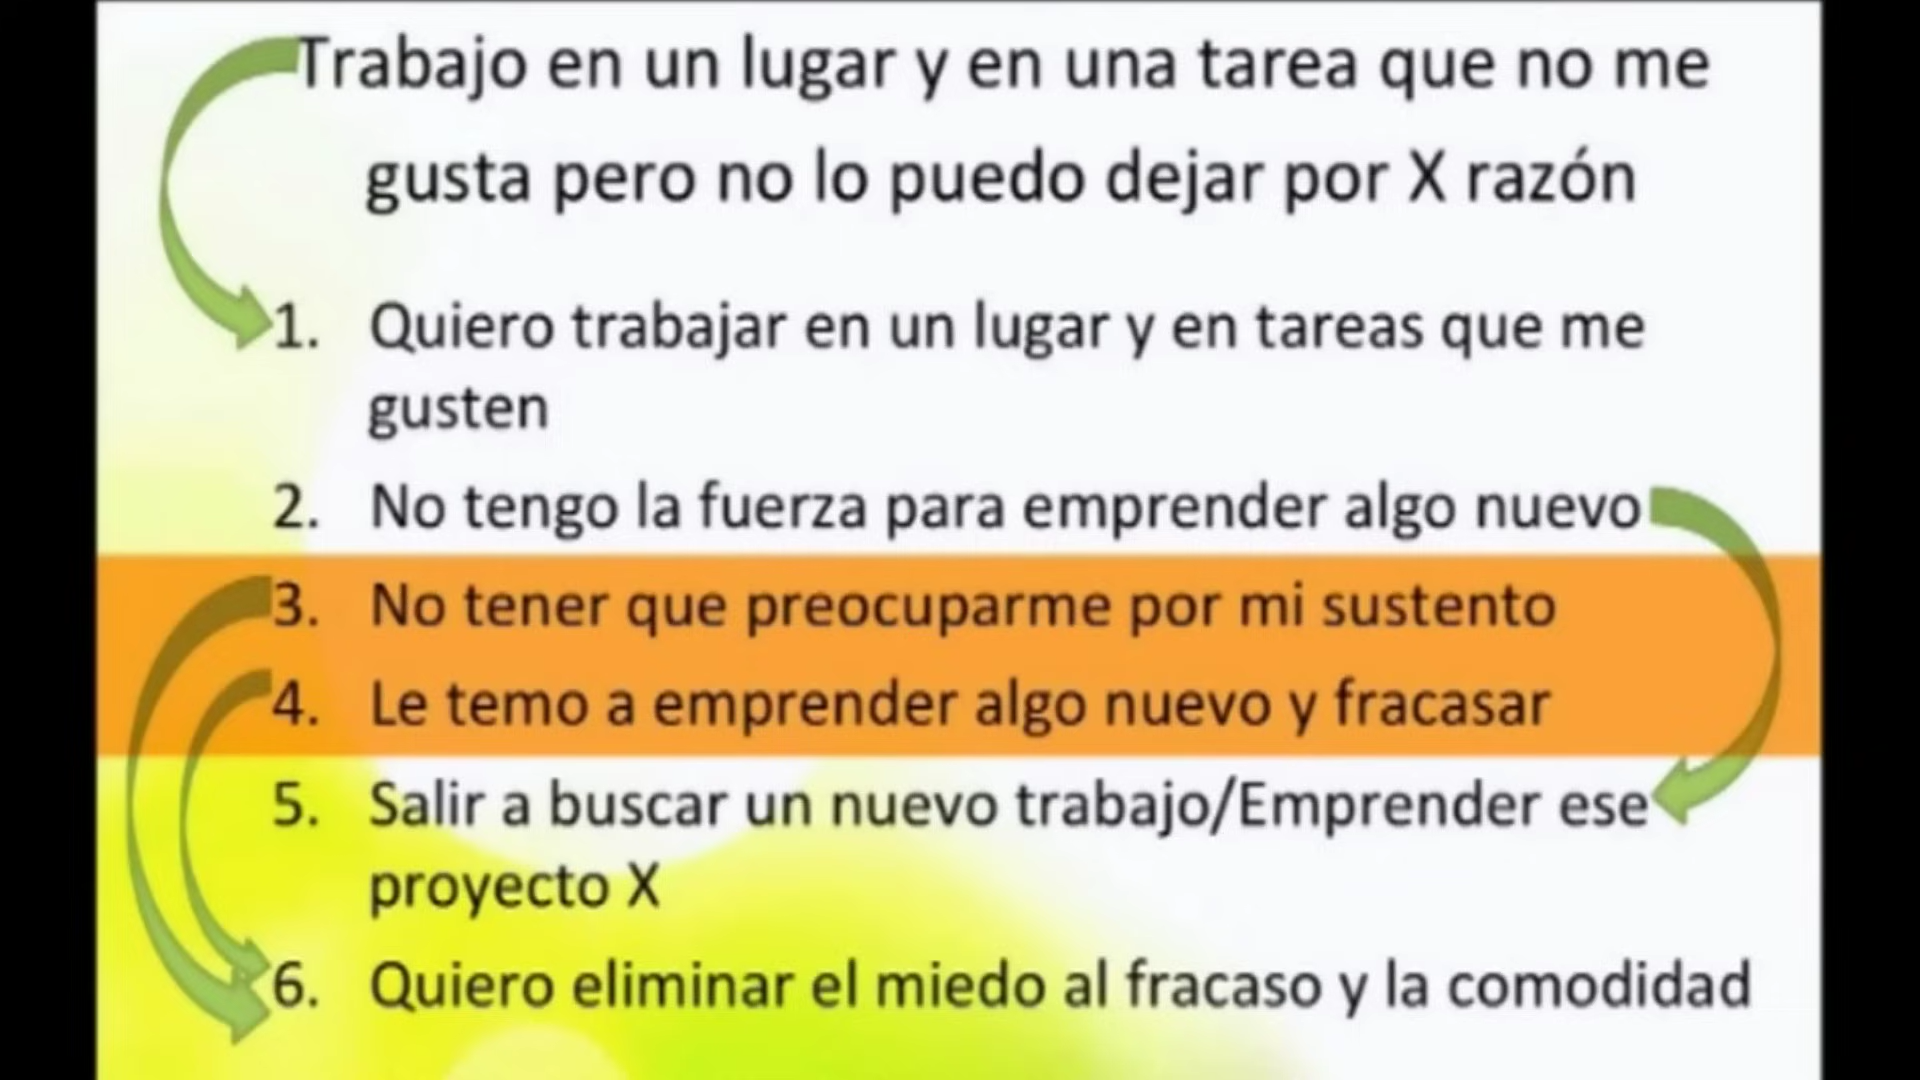 Trabajo en un lugar y en una tarea que no me
gusta pero no lo puedo dejar por X razón
1. Quiero trabajar en un lugar y en tareas que me
gusten
2. No tengo la fuerza para emprender algo nuevo
3. No tener que preocuparme por mi sustento
4. Le temo a emprender algo nuevo y fracasar
5. Salir a buscar un nuevo trabajo/Emprender ese
proyecto X
6. Quiero eliminar el miedo al fracaso y la comodidad